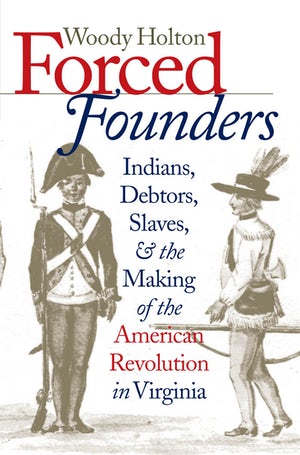 Woody Holton
Forced
Founders
Indians,
Debtors,
Slaves,
& the
Making
of the
American
Revolution
in Virginia